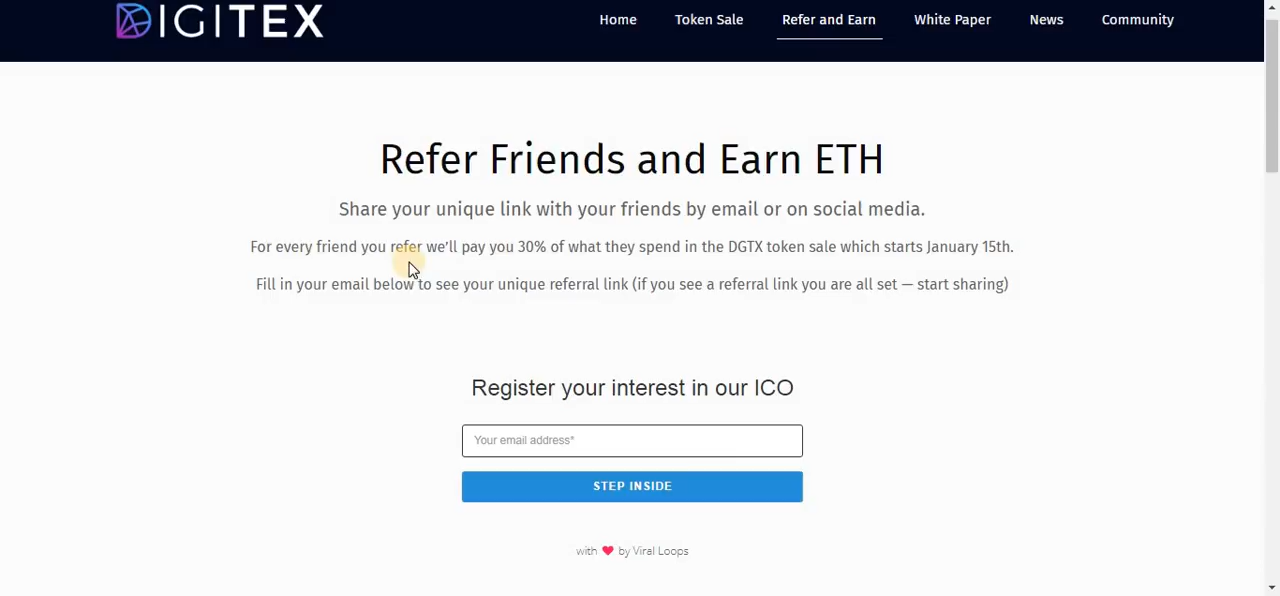 DIGITEX
Home Token Sale Refer and Earn White Paper News Community
Refer Friends and Earn ETH
Share your unique link with your friends by email or on social media.
For every friend you refer we’ll pay you 30% of what they spend in the DGTX token sale which starts January 15th.
Fill in your email below to see your unique referral link (if you see a referral link you are all set — start sharing)
Register your interest in our ICO
Your email address*
STEP INSIDE
with ❤ by Viral Loops